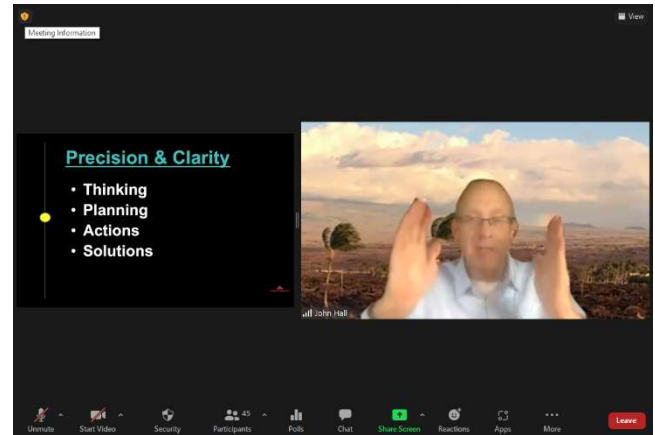 View
Meeting Information
Precision & Clarity
• Thinking
• Planning
• Actions
• Solutions
John Hall
45
Unmute
Start Video
Security
Participants
Polls
Chat
Share Screen
Reactions
Apps
More
Leave